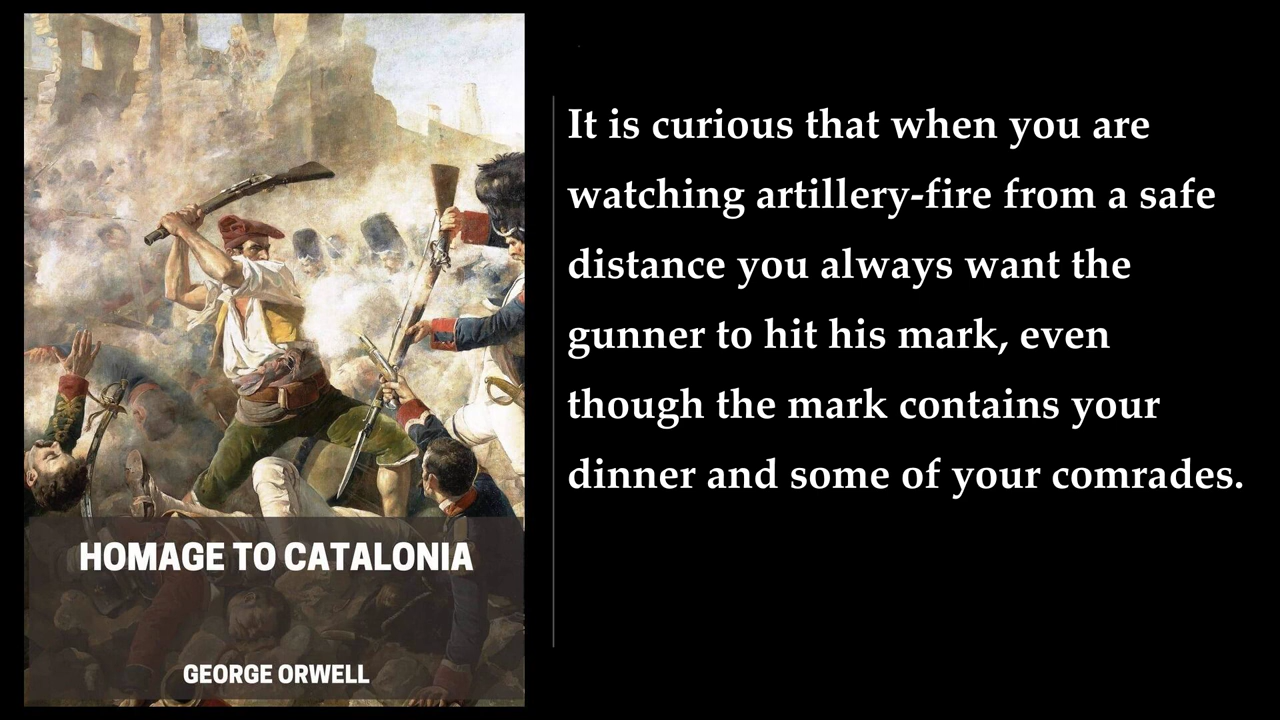 HOMAGE TO CATALONIA
GEORGE ORWELL
It is curious that when you are
watching artillery-fire from a safe
distance you always want the
gunner to hit his mark, even
though the mark contains your
dinner and some of your comrades.